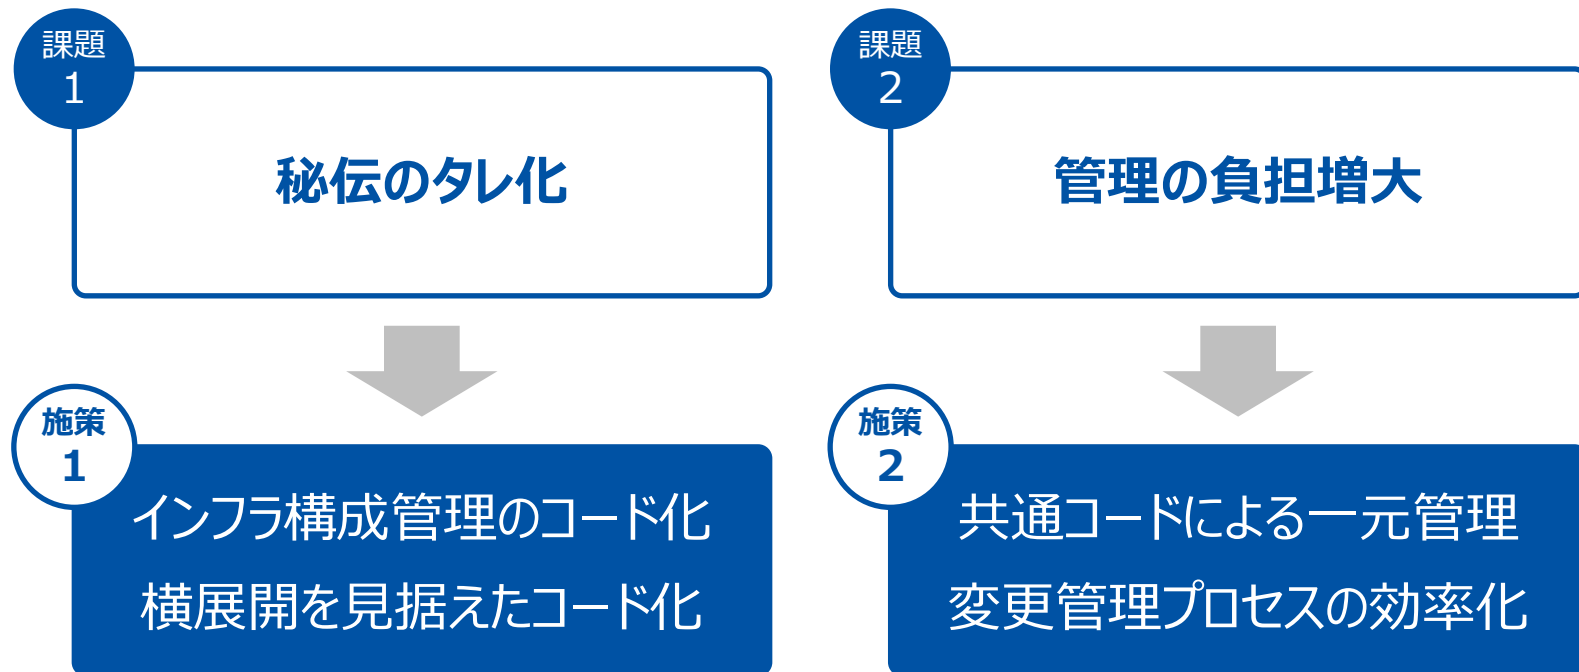 課題
1
秘伝のタレ化
施策
1
インフラ構成管理のコード化
横展開を見据えたコード化
課題
2
管理の負担増大
施策
2
共通コードによる一元管理
変更管理プロセスの効率化